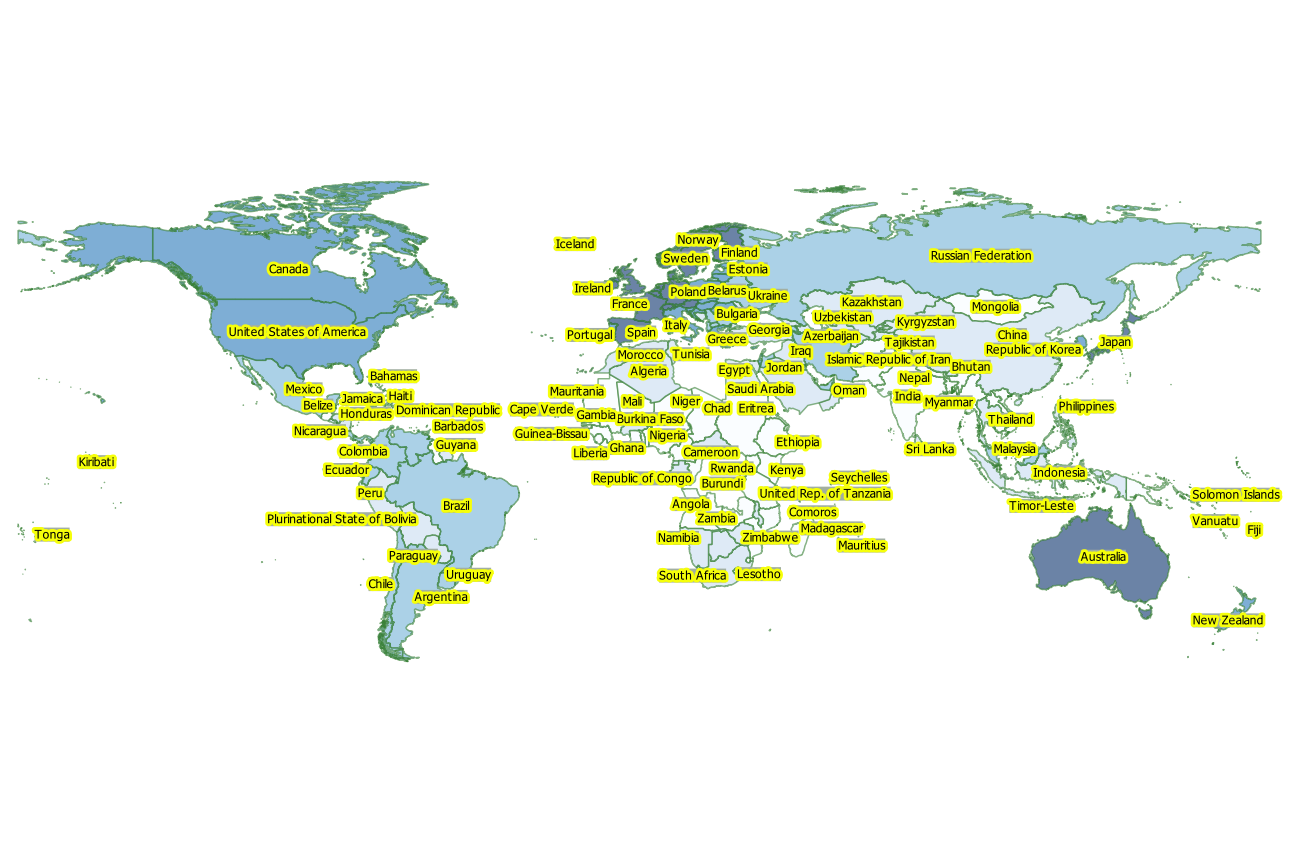 Norway
Iceland
Finland
Sweden
Russian Federation
Canada
Estonia
Ireland
Poland
Belarus
Ukraine
France
Kazakhstan
Mongolia
Bulgaria
Uzbekistan
Kyrgyzstan
Italy
Georgia
United States of America
Spain
Portugal
Azerbaijan
China
Greece
Tajikistan
Japan
Republic of Korea
Iraq
Morocco
Tunisia
Islamic Republic of Iran
Jordan
Bhutan
Egypt
Algeria
Bahamas
Nepal
Mexico
Saudi Arabia
Oman
Mauritania
Haiti
India
Jamaica
Mali
Niger
Myanmar
Belize
Chad
Eritrea
Philippines
Cape Verde
Dominican Republic
Honduras
Gambia
Burkina Faso
Thailand
Barbados
Nicaragua
Guinea-Bissau
Nigeria
Ethiopia
Guyana
Ghana
Sri Lanka
Malaysia
Colombia
Liberia
Cameroon
Kiribati
Ecuador
Rwanda
Kenya
Indonesia
Republic of Congo
Seychelles
Burundi
Peru
United Rep. of Tanzania
Solomon Islands
Brazil
Angola
Timor-Leste
Comoros
Plurinational State of Bolivia
Zambia
Vanuatu
Madagascar
Fiji
Tonga
Namibia
Zimbabwe
Mauritius
Paraguay
Australia
Uruguay
South Africa
Lesotho
Chile
Argentina
New Zealand